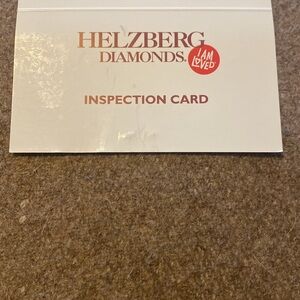 HELZBERG
DIAMONDS.
I AM
LOVED
INSPECTION CARD